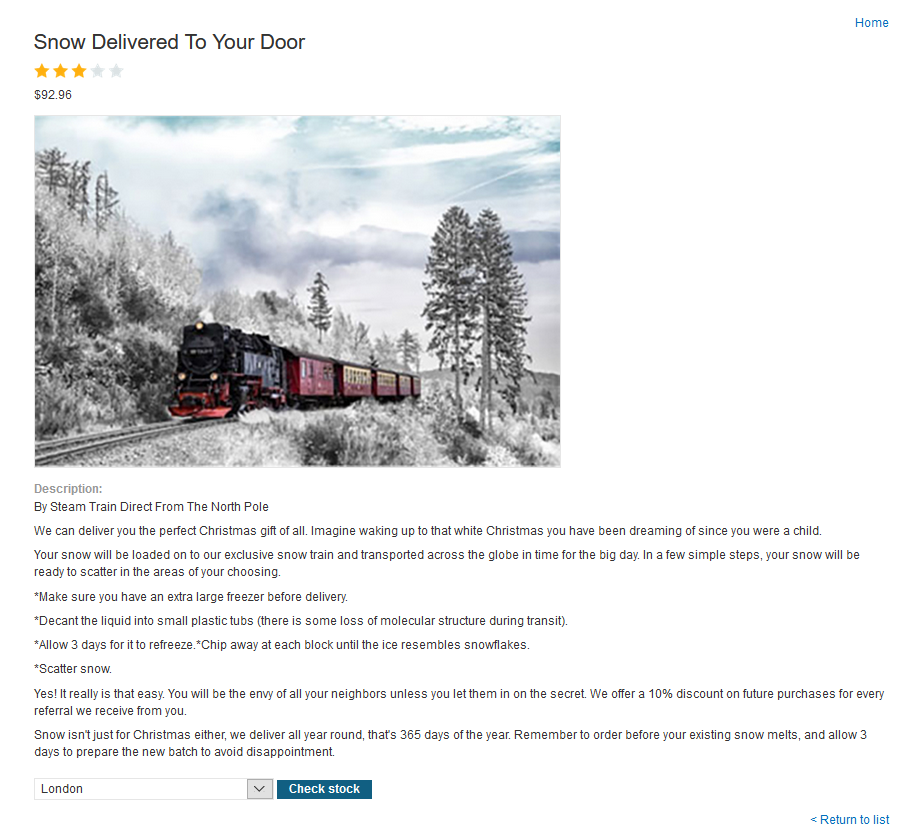 Home
Snow Delivered To Your Door
$92.96
Description:
By Steam Train Direct From The North Pole
We can deliver you the perfect Christmas gift of all. Imagine waking up to that white Christmas you have been dreaming of since you were a child.
Your snow will be loaded on to our exclusive snow train and transported across the globe in time for the big day. In a few simple steps, your snow will be
ready to scatter in the areas of your choosing.
*Make sure you have an extra large freezer before delivery.
*Decant the liquid into small plastic tubs (there is some loss of molecular structure during transit).
*Allow 3 days for it to refreeze.*Chip away at each block until the ice resembles snowflakes.
*Scatter snow.
Yes! It really is that easy. You will be the envy of all your neighbors unless you let them in on the secret. We offer a 10% discount on future purchases for every
referral we receive from you.
Snow isn't just for Christmas either, we deliver all year round, that's 365 days of the year. Remember to order before your existing snow melts, and allow 3
days to prepare the new batch to avoid disappointment.
London
Check stock
< Return to list